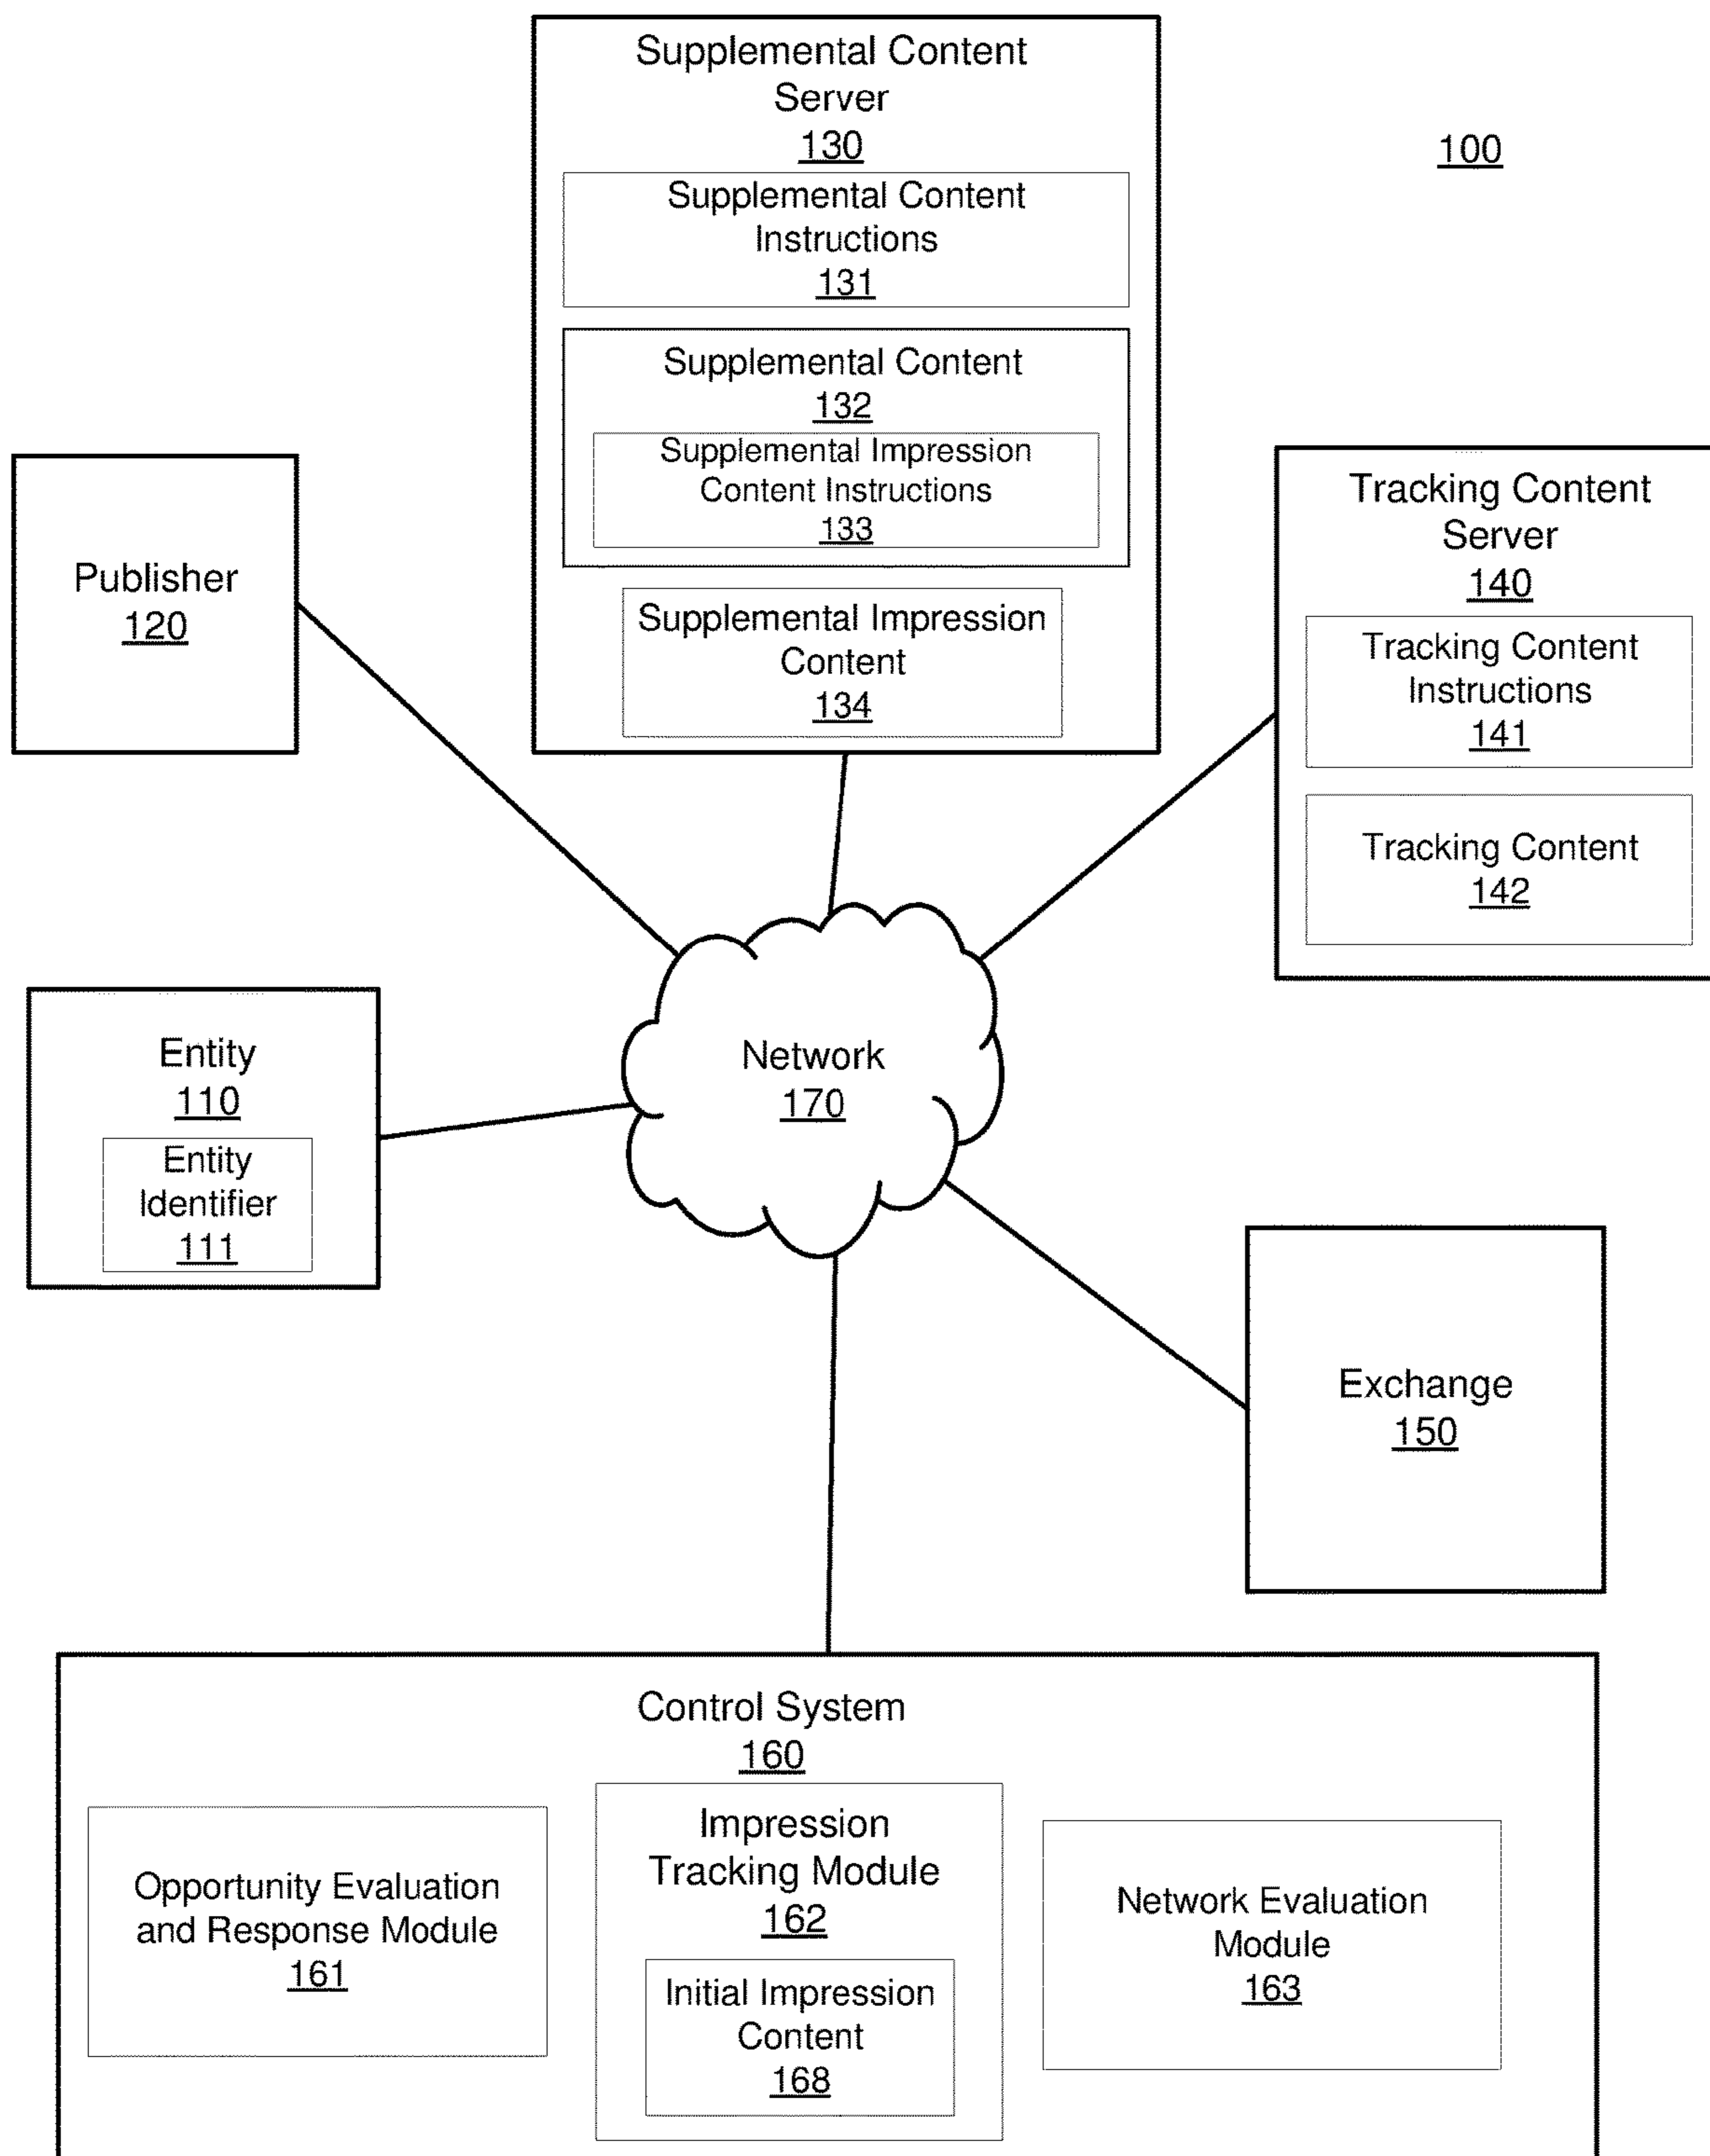 Supplemental Content
Server
130
100
Supplemental Content
Instructions
131
Supplemental Content
132
Supplemental Impression
Content Instructions
133
Supplemental Impression
Content
134
Publisher
120
Tracking Content
Server
140
Tracking Content
Instructions
141
Tracking Content
142
Entity
110
Entity
Identifier
111
Network
170
Exchange
150
Control System
160
Opportunity Evaluation
and Response Module
161
Impression
Tracking Module
162
Initial Impression
Content
168
Network Evaluation
Module
163